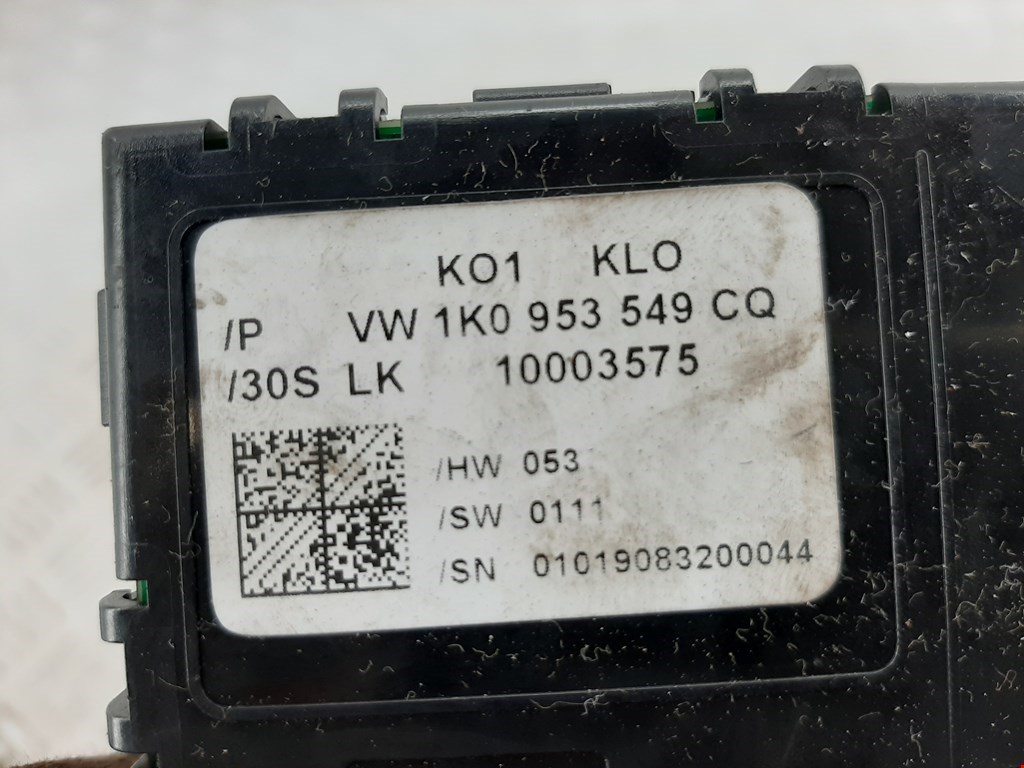 KO1 KLO
/P VW 1K0 953 549 CQ
/30S LK 10003575
/HW 053
/SW 0111
/SN 01019083200044